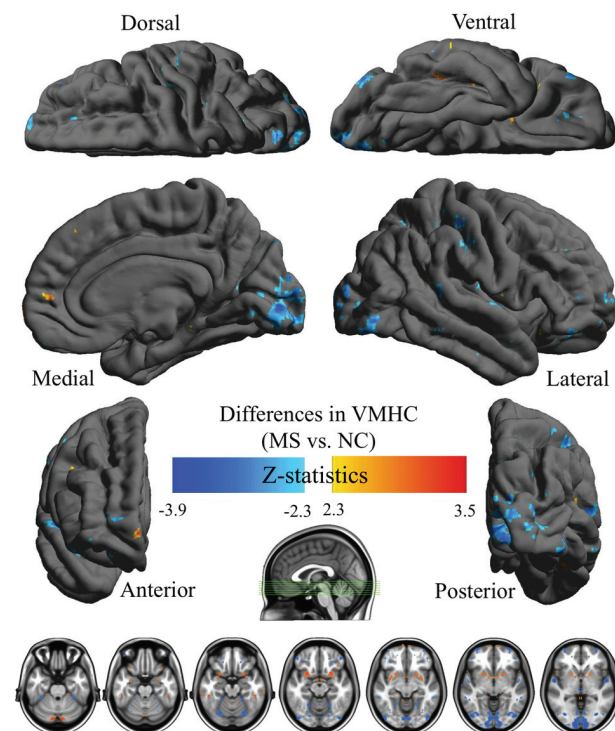 Dorsal
Ventral
Medial
Lateral
Differences in VMHC
(MS vs. NC)
Z-statistics
-3.9
-2.3
2.3
3.5
Anterior
Posterior